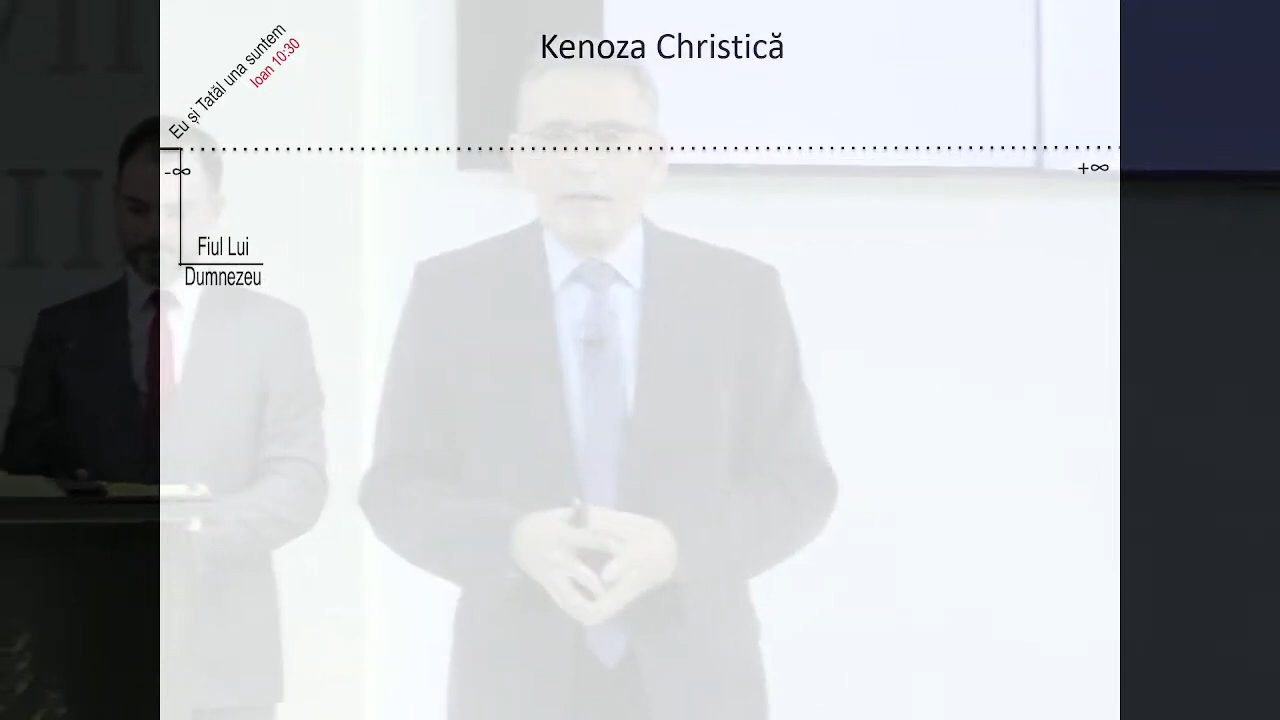 Kenoza Christică
Eu și Tatăl una suntem
Ioan 10:30
-∞
+∞
Fiul Lui
Dumnezeu